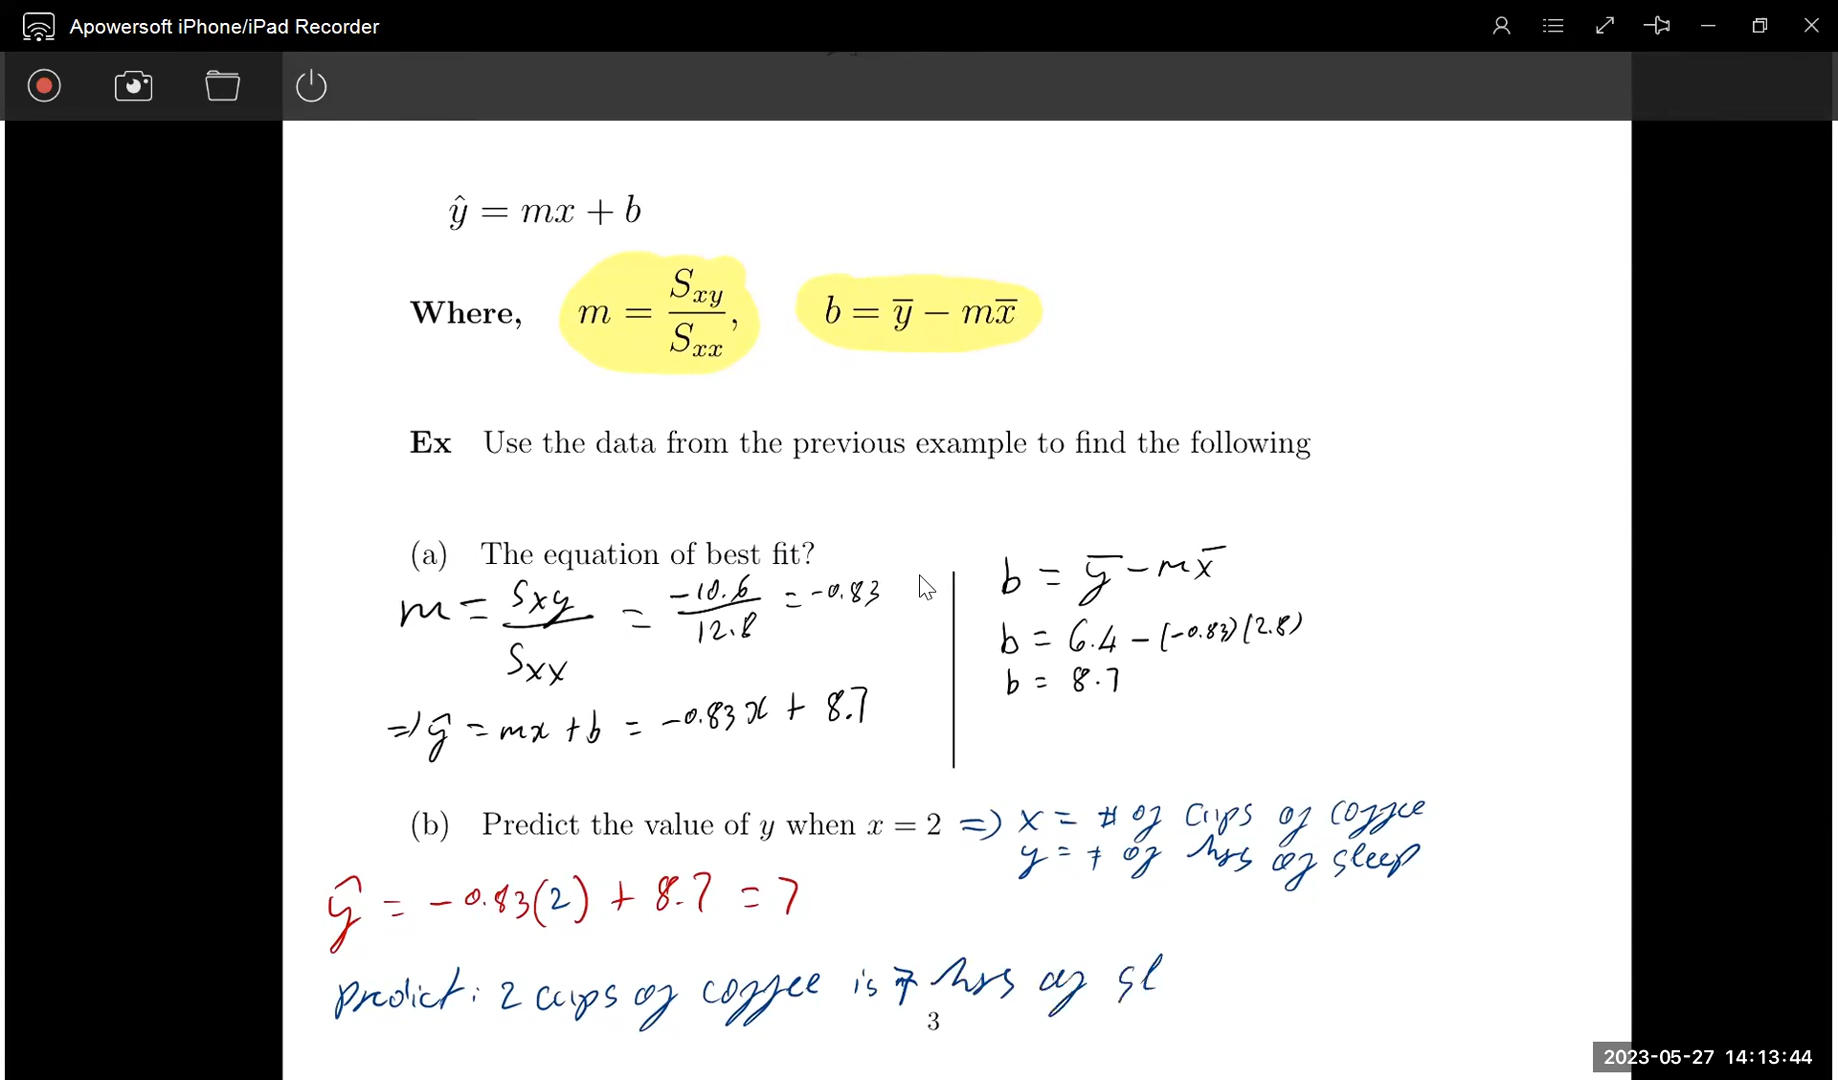 Apowersoft iPhone/iPad Recorder
ŷ = mx + b
Where, m = Sxy/Sxx, b = y̅ − mx̅
Ex Use the data from the previous example to find the following
(a) The equation of best fit?
m = Sxy/Sxx = -10.6/12.8 = -0.83
⇒ ŷ = mx + b = -0.83x + 8.7
b = y̅ - mx̅
b = 6.4 - (-0.83)(2.8)
b = 8.7
(b) Predict the value of y when x = 2 ⇒ x = # of cups of coffee
y = # of hrs of sleep
ŷ = -0.83(2) + 8.7 = 7
predict: 2 cups of coffee is 7 hrs of sl
3
2023-05-27 14:13:44